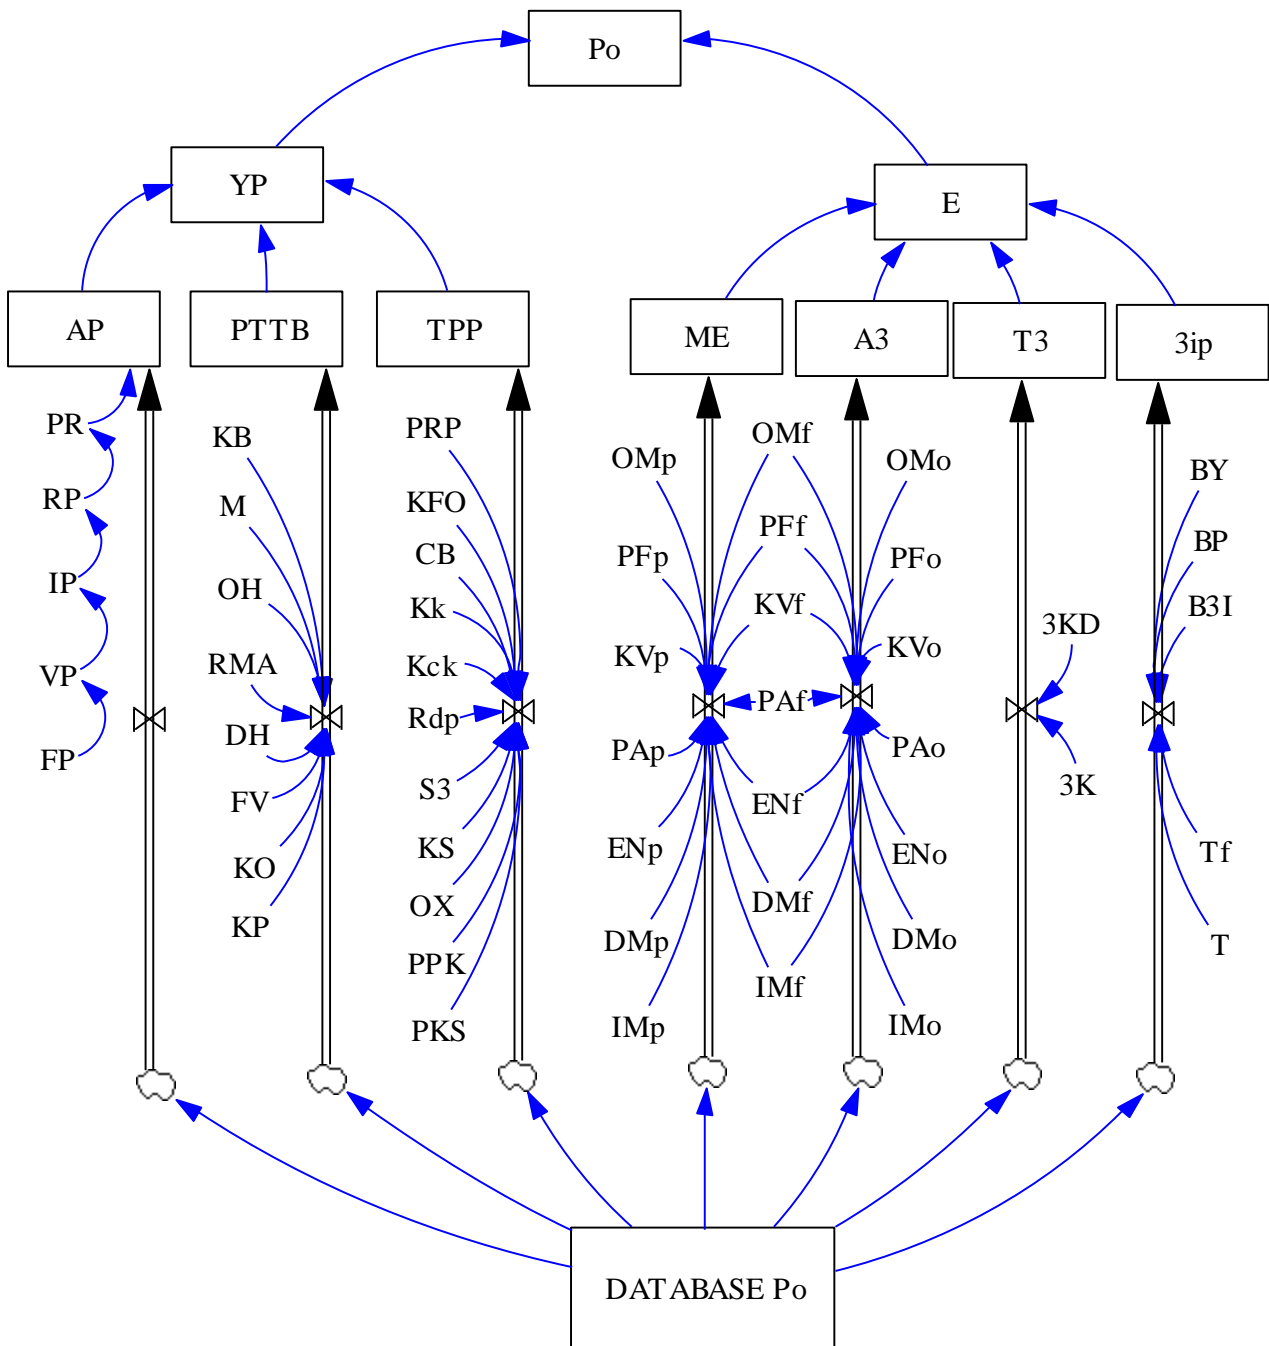 Po
YP
E
AP
PTTB
TPP
ME
A3
T3
3ip
PR
RP
IP
VP
FP
KB
M
OH
RMA
DH
FV
KO
KP
PRP
KFO
CB
Kk
Kck
Rdp
S3
KS
OX
PPK
PKS
OMp
PFp
KVp
PAp
ENp
DMp
IMp
OMf
PFf
KVf
PAf
ENf
DMf
IMf
OMo
PFo
KVo
PAo
ENo
DMo
IMo
3KD
3K
BY
BP
B3I
Tf
T
DATABASE Po